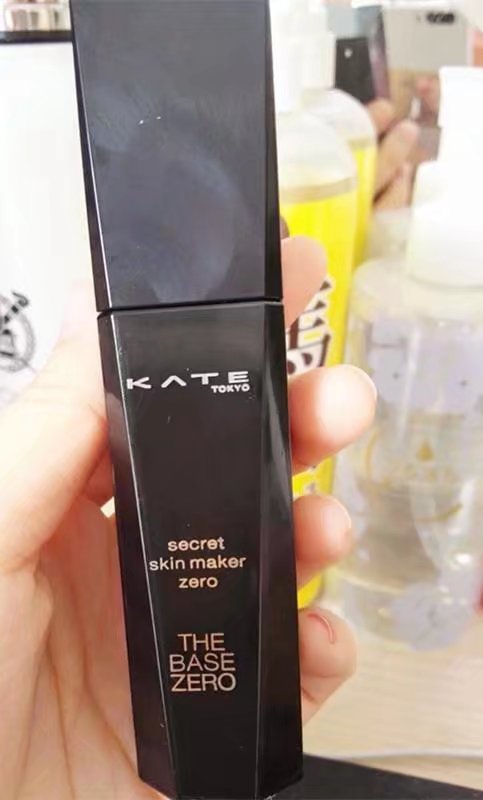 KATE
TOKYO
secret
skin maker
zero
THE
BASE
ZERO